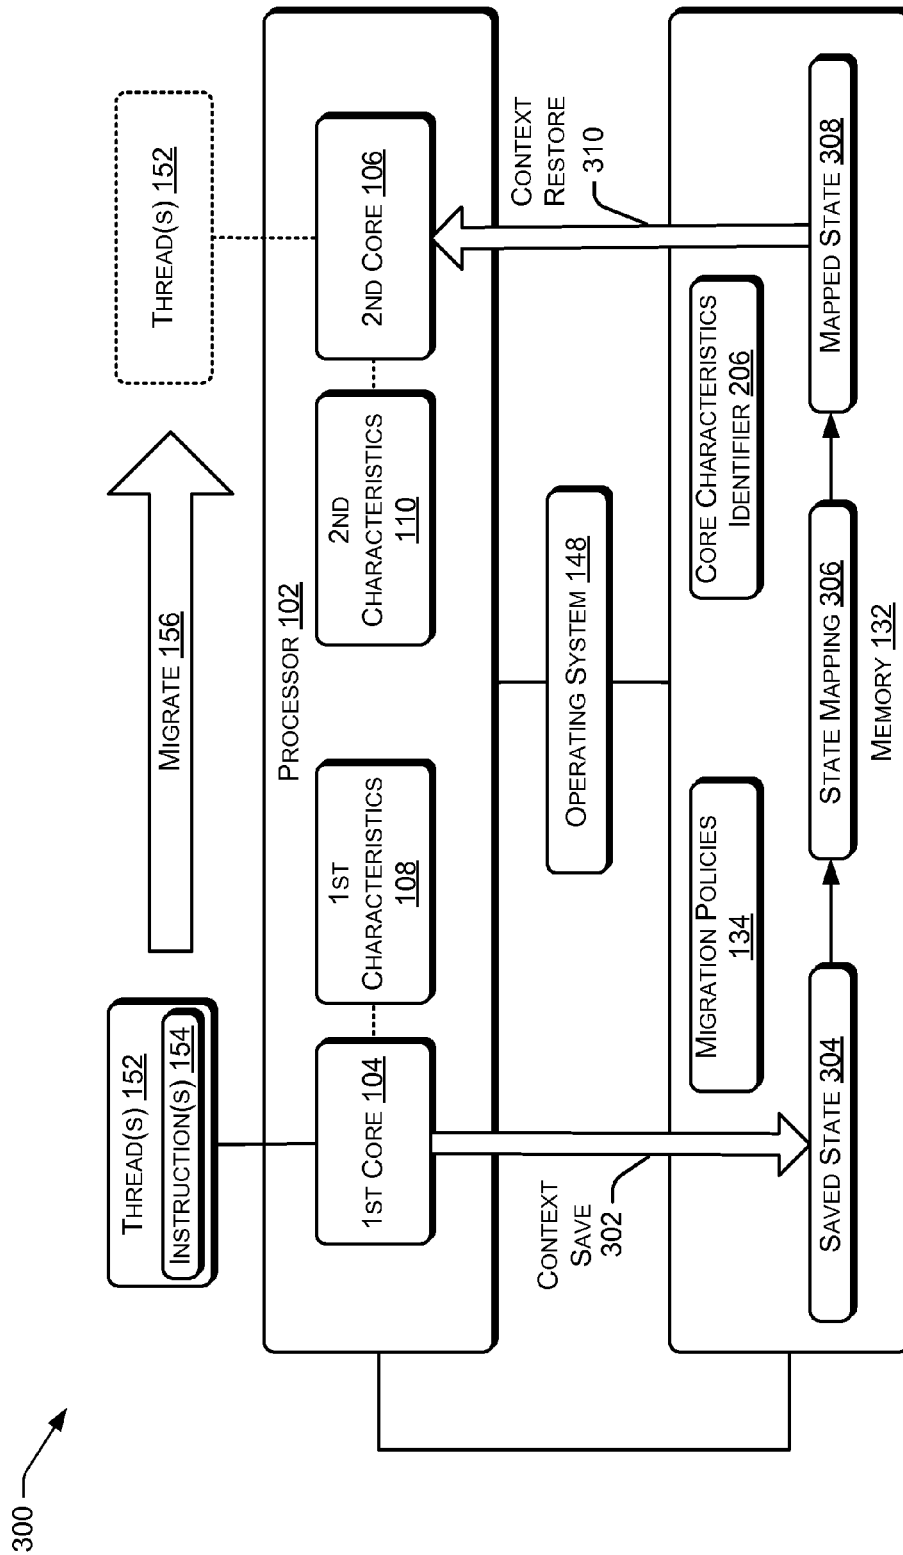 300
THREAD(S) 152
INSTRUCTION(S) 154
MIGRATE 156
THREAD(S) 152
PROCESSOR 102
1ST CORE 104
1ST
CHARACTERISTICS
108
2ND
CHARACTERISTICS
110
2ND CORE 106
CONTEXT
SAVE
302
OPERATING SYSTEM 148
CONTEXT
RESTORE
310
MIGRATION POLICIES
134
CORE CHARACTERISTICS
IDENTIFIER 206
SAVED STATE 304
STATE MAPPING 306
MAPPED STATE 308
MEMORY 132